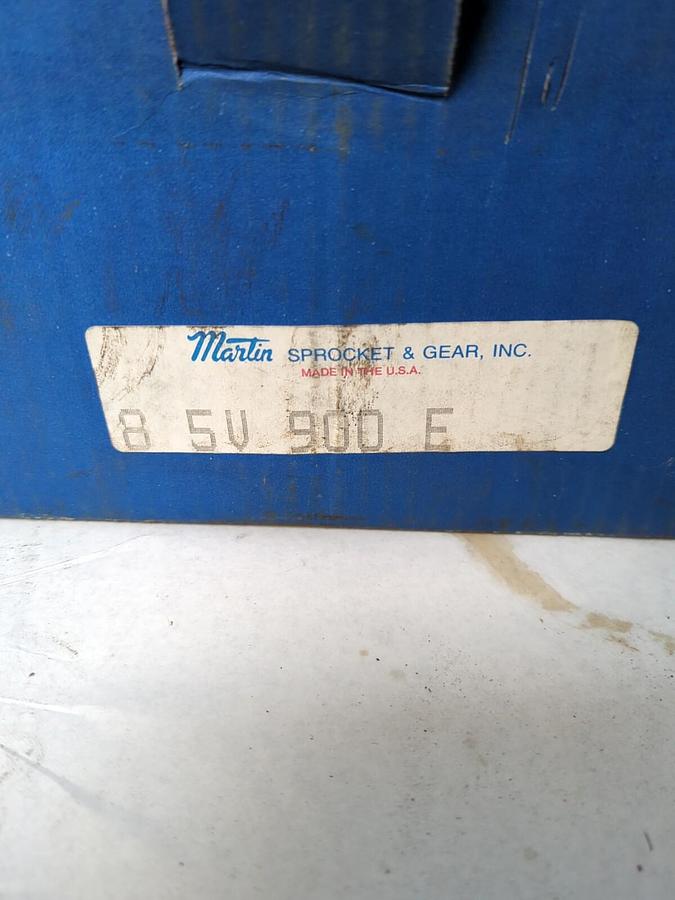 Martin SPROCKET & GEAR, INC.
MADE IN THE U.S.A.
8 5V 900 E